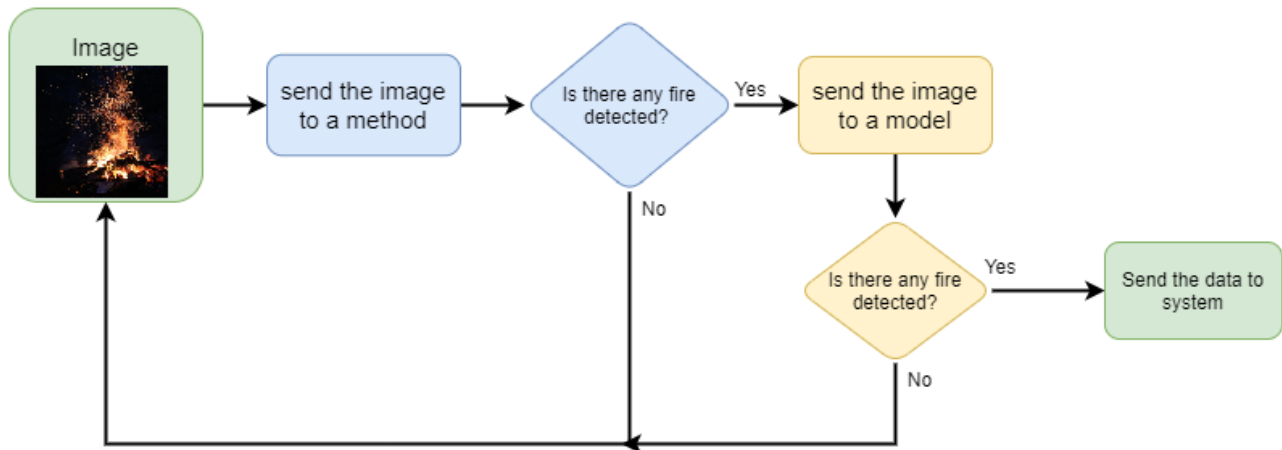 Image
send the image
to a method
Is there any fire
detected?
Yes
send the image
to a model
No
Is there any fire
detected?
Yes
Send the data to
system
No